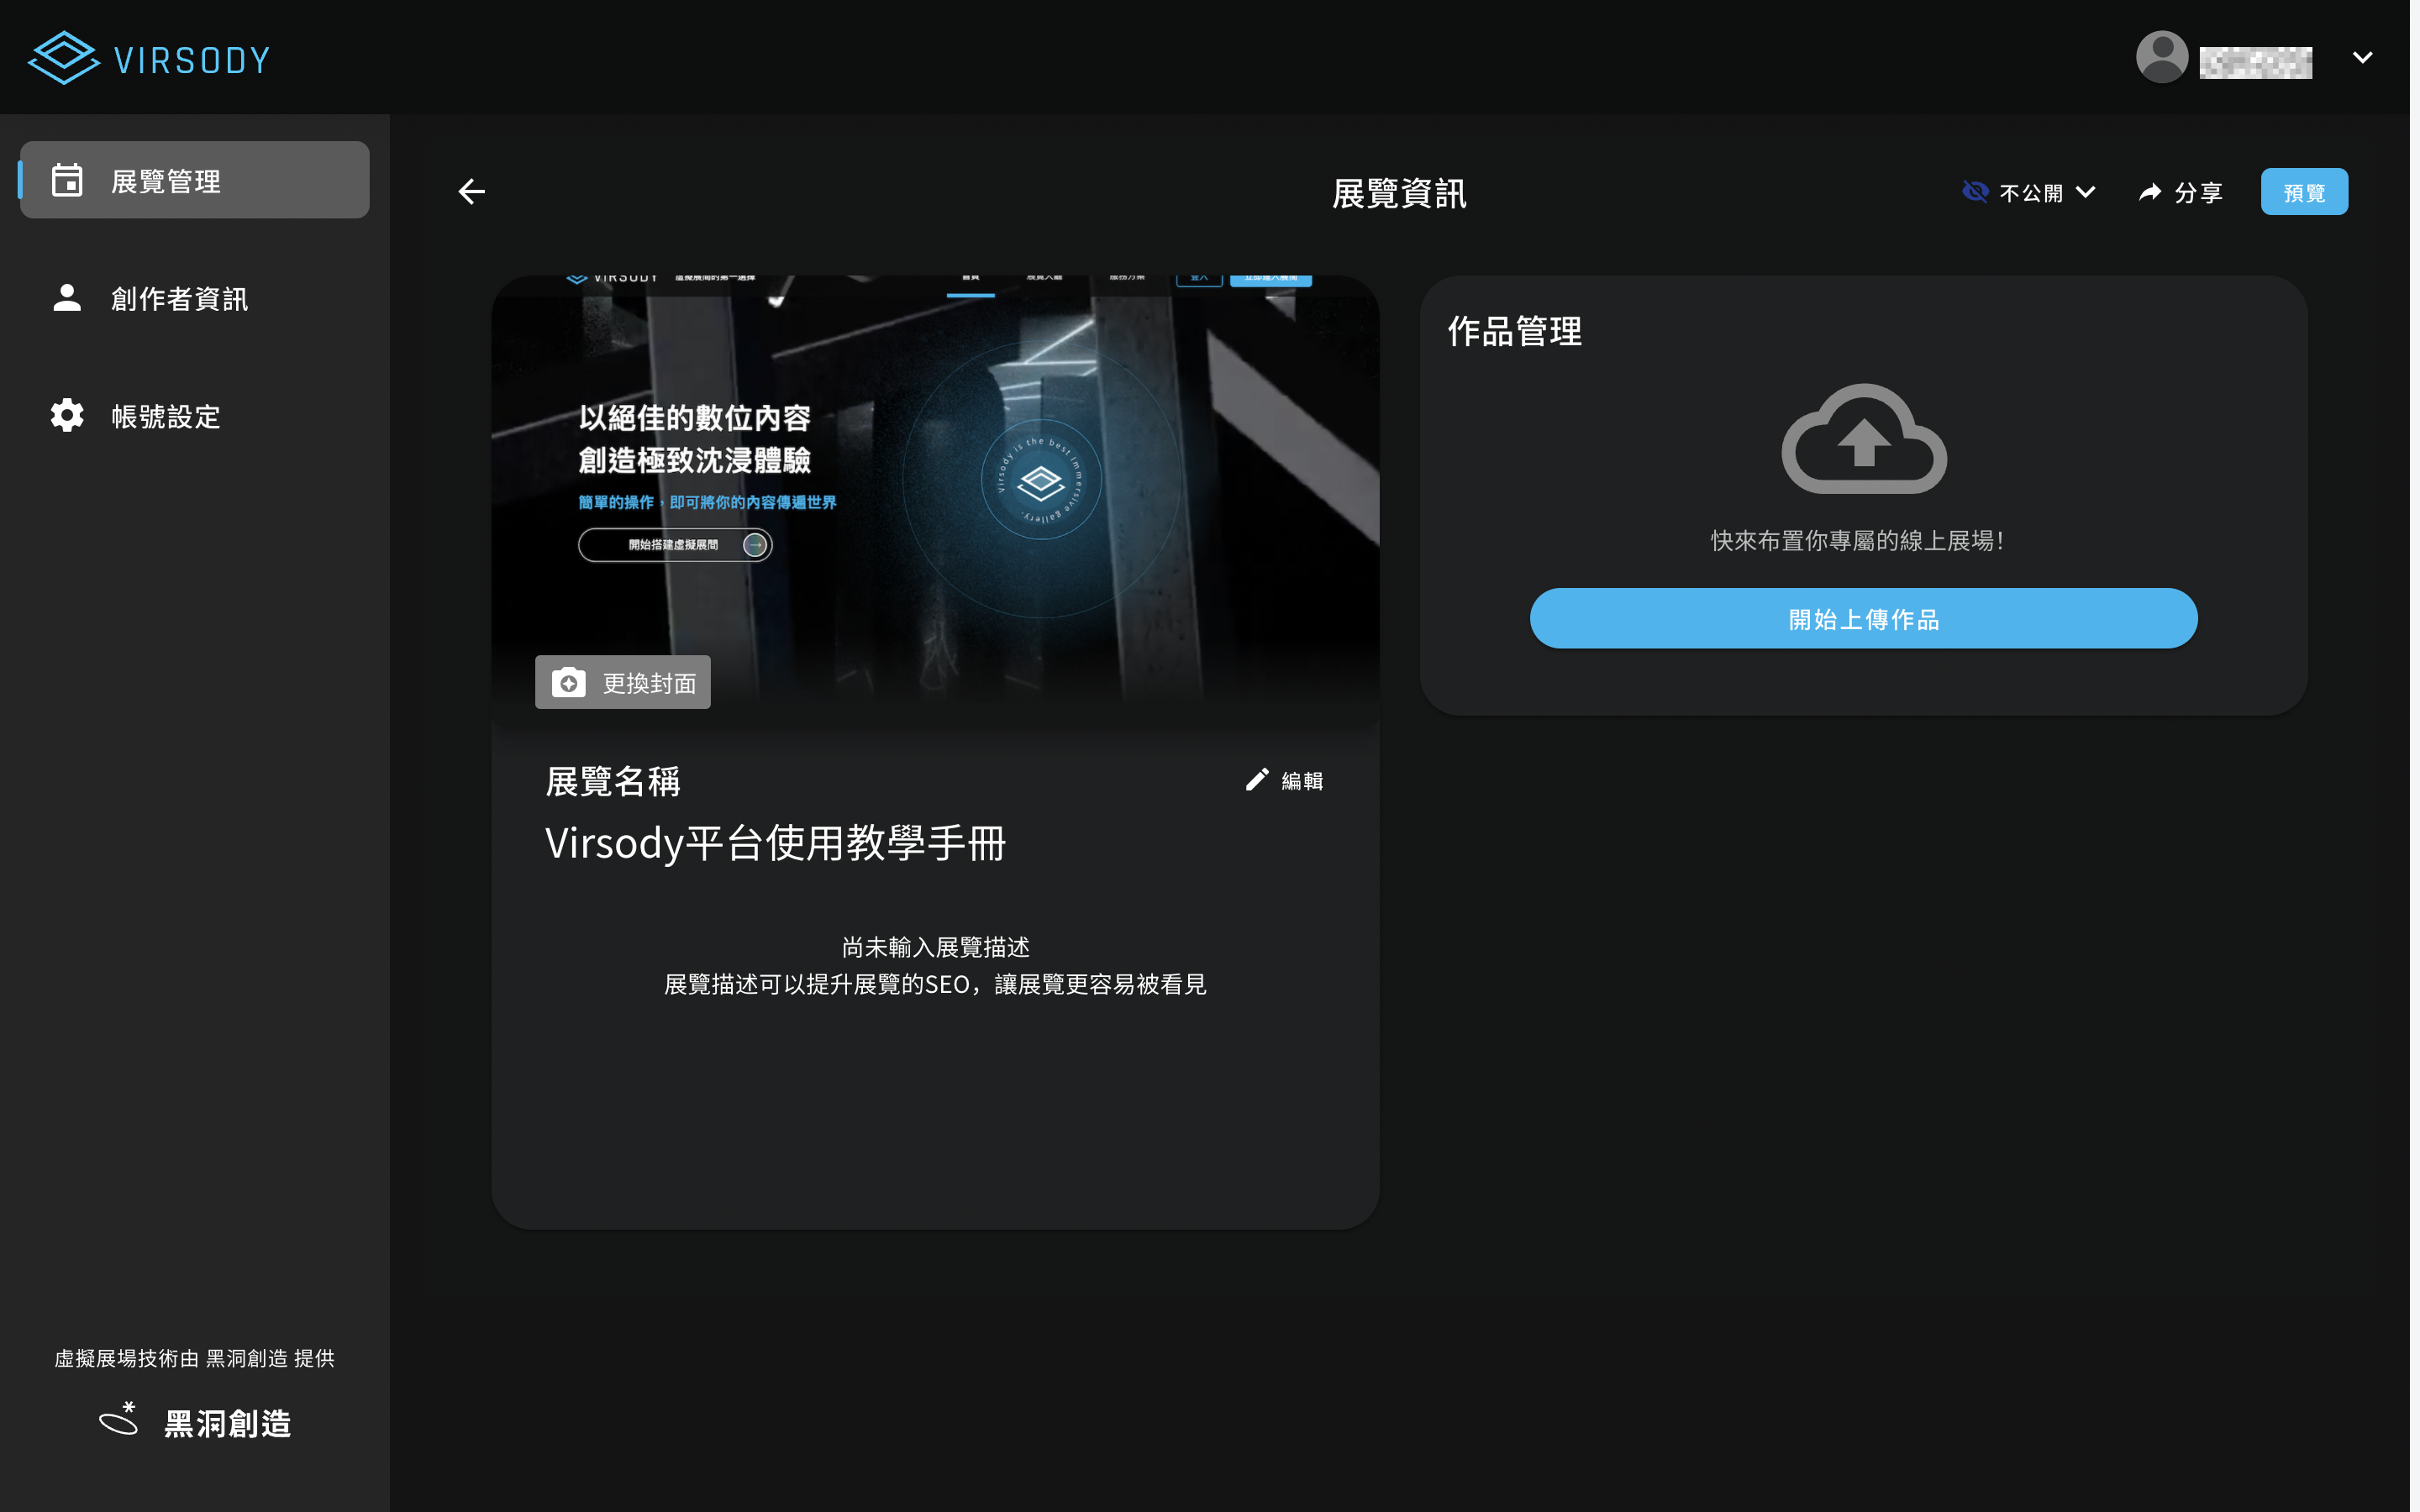 VIRSODY
展覽管理
創作者資訊
帳號設定
虛擬展場技術由 黑洞創造 提供
黑洞創造
展覽資訊
不公開
分享
預覽
VIRSODY
首頁
登入
以絕佳的數位內容
創造極致沈浸體驗
簡單的操作，即可將你的內容傳遍世界
開始搭建虛擬展間
Virsody is the best Immersive gallery.
更換封面
展覽名稱
編輯
Virsody平台使用教學手冊
尚未輸入展覽描述
展覽描述可以提升展覽的SEO，讓展覽更容易被看見
作品管理
快來布置你專屬的線上展場！
開始上傳作品